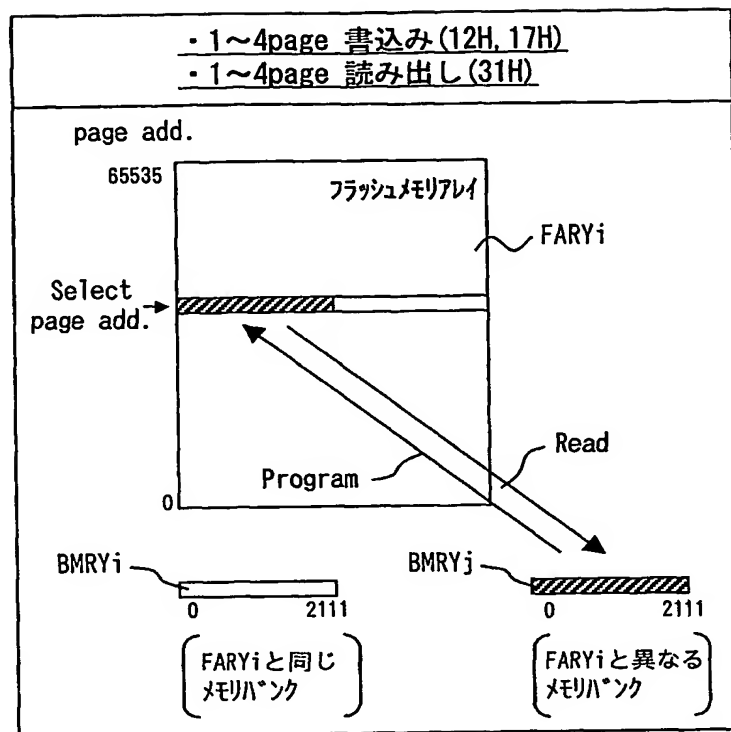 ・1～4page 書込み(12H,17H)
・1～4page 読み出し(31H)
page add.
65535
ﾌﾗｯｼｭﾒﾓﾘｱﾚｲ
FARYi
Select
page add.
Read
Program
0
BMRYi
BMRYj
0 2111
0 2111
FARYiと同じ
ﾒﾓﾘﾊﾞﾝｸ
FARYiと異なる
ﾒﾓﾘﾊﾞﾝｸ